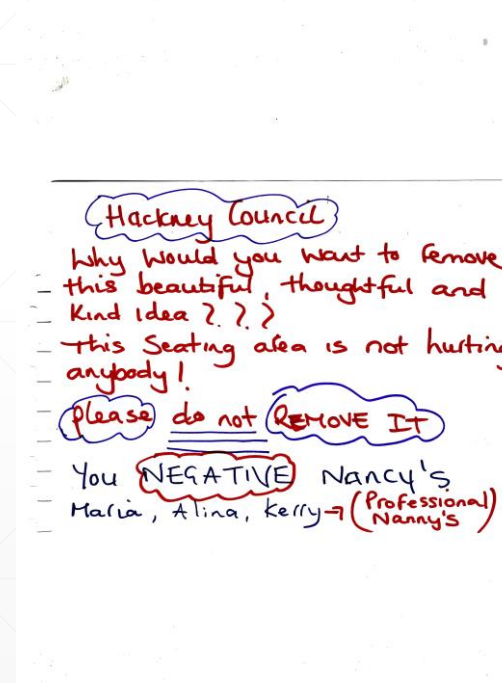 Hackney Council
Why would you want to remove
this beautiful, thoughtful and
kind idea ? ? ?
This seating area is not hurting
anybody!
please do not REMOVE IT
You NEGATIVE Nancy's
Maria, Alina, Kerry → (Professional
Nanny's)